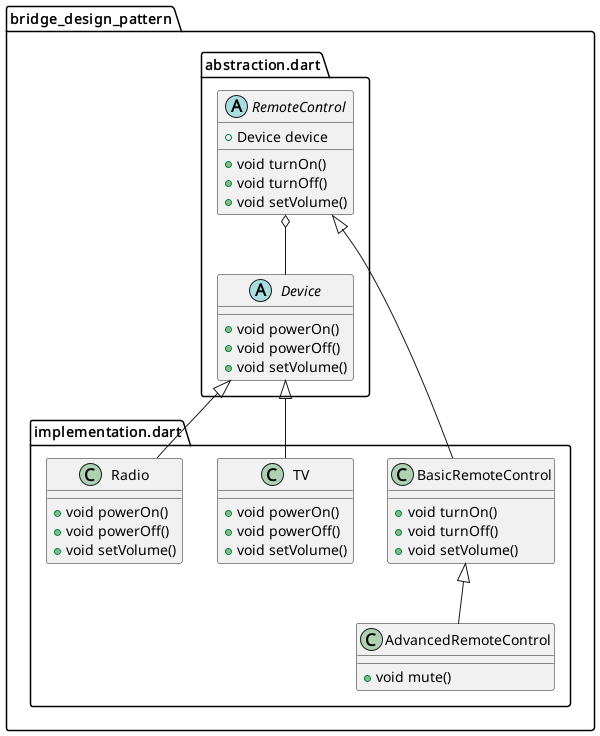 bridge_design_pattern
abstraction.dart
A RemoteControl
Device device
void turnOn()
void turnOff()
void setVolume()
A Device
void powerOn()
void powerOff()
void setVolume()
implementation.dart
C Radio
void powerOn()
void powerOff()
void setVolume()
C TV
void powerOn()
void powerOff()
void setVolume()
C BasicRemoteControl
void turnOn()
void turnOff()
void setVolume()
C AdvancedRemoteControl
void mute()